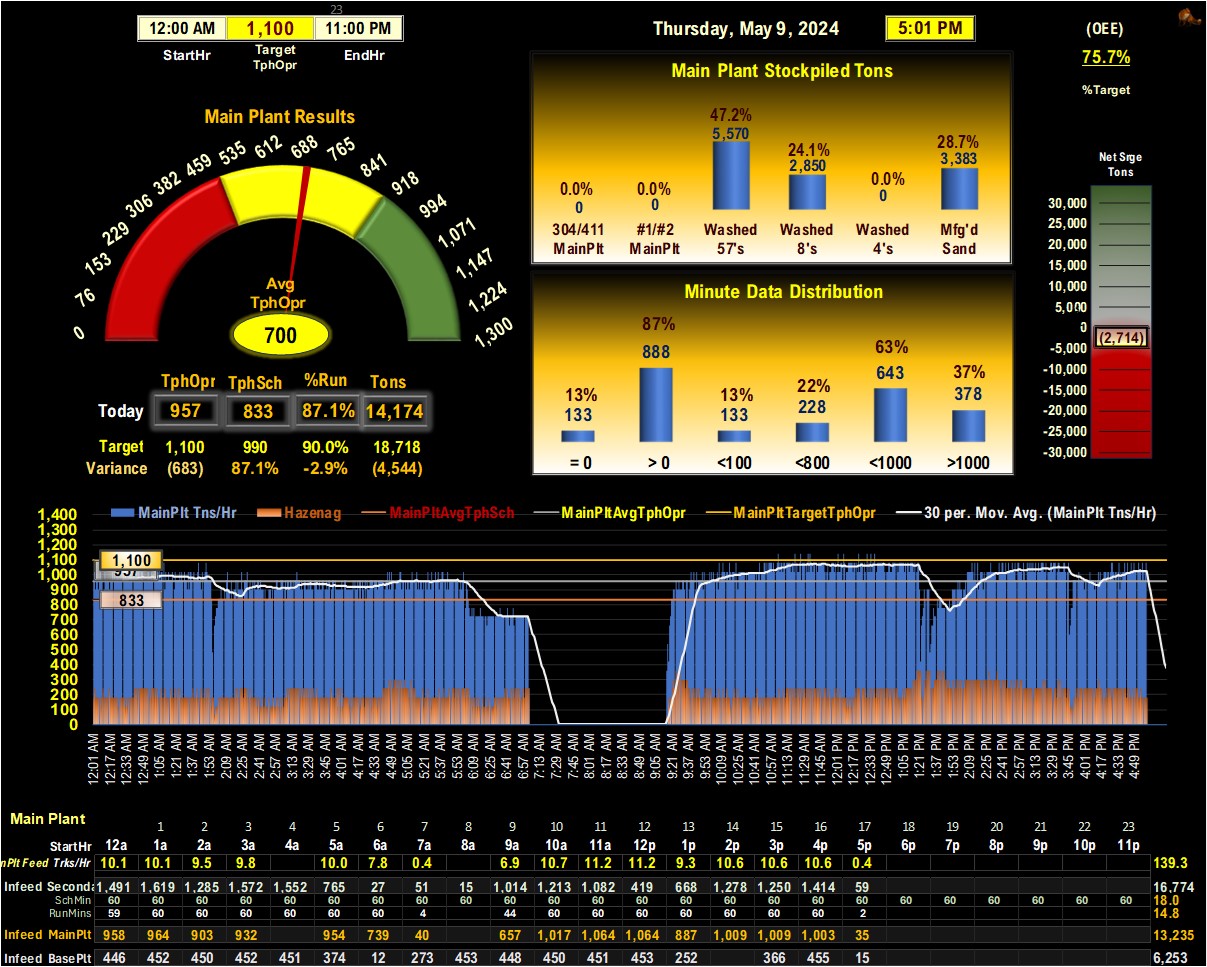 23
12:00 AM 1,100 11:00 PM
StartHr Target TphOpr EndHr
Thursday, May 9, 2024 5:01 PM
(OEE)
75.7%
%Target
Main Plant Results
0 76 153 229 306 382 459 535 612 688 765 841 918 994 1,071 1,147 1,224 1,300
Avg
TphOpr
700
TphOpr TphSch %Run Tons
Today 957 833 87.1% 14,174
Target 1,100 990 90.0% 18,718
Variance (683) 87.1% -2.9% (4,544)
Main Plant Stockpiled Tons
0.0% 0.0% 47.2% 24.1% 0.0% 28.7%
0 0 5,570 2,850 0 3,383
304/411 #1/#2 Washed Washed Washed Mfg'd
MainPlt MainPlt 57's 8's 4's Sand
Minute Data Distribution
13% 87% 13% 22% 63% 37%
133 888 133 228 643 378
= 0 > 0 <100 <800 <1000 >1000
Net Srge
Tons
30,000
25,000
20,000
15,000
10,000
5,000
0
(2,714)
-5,000
-10,000
-15,000
-20,000
-25,000
-30,000
MainPlt Tns/Hr Hazenag MainPltAvgTphSch MainPltAvgTphOpr MainPltTargetTphOpr 30 per. Mov. Avg. (MainPlt Tns/Hr)
1,400
1,300
1,200
1,100
1,000
900
800
700
600
500
400
300
200
100
0
1,100
957
833
12:01 AM 12:17 AM 12:33 AM 12:49 AM 1:05 AM 1:21 AM 1:37 AM 1:53 AM 2:09 AM 2:25 AM 2:41 AM 2:57 AM 3:13 AM 3:29 AM 3:45 AM 4:01 AM 4:17 AM 4:33 AM 4:49 AM 5:05 AM 5:21 AM 5:37 AM 5:53 AM 6:09 AM 6:25 AM 6:41 AM 6:57 AM 7:13 AM 7:29 AM 7:45 AM 8:01 AM 8:17 AM 8:33 AM 8:49 AM 9:05 AM 9:21 AM 9:37 AM 9:53 AM 10:09 AM 10:25 AM 10:41 AM 10:57 AM 11:13 AM 11:29 AM 11:45 AM 12:01 PM 12:17 PM 12:33 PM 12:49 PM 1:05 PM 1:21 PM 1:37 PM 1:53 PM 2:09 PM 2:25 PM 2:41 PM 2:57 PM 3:13 PM 3:29 PM 3:45 PM 4:01 PM 4:17 PM 4:33 PM 4:49 PM
Main Plant
1 2 3 4 5 6 7 8 9 10 11 12 13 14 15 16 17 18 19 20 21 22 23
StartHr 12a 1a 2a 3a 4a 5a 6a 7a 8a 9a 10a 11a 12p 1p 2p 3p 4p 5p 6p 7p 8p 9p 10p 11p
nPlt Feed Trks/Hr 10.1 10.1 9.5 9.8 10.0 7.8 0.4 6.9 10.7 11.2 11.2 9.3 10.6 10.6 10.6 0.4 139.3
Infeed Seconda 1,491 1,619 1,285 1,572 1,552 765 27 51 15 1,014 1,213 1,082 419 668 1,278 1,250 1,414 59 16,774
SchMin 60 60 60 60 60 60 60 60 60 60 60 60 60 60 60 60 60 60 60 60 60 60 60 60 18.0
RunMins 59 60 60 60 60 60 60 4 44 60 60 60 60 60 60 60 2 14.8
Infeed MainPlt 958 964 903 932 954 739 40 657 1,017 1,064 1,064 887 1,009 1,009 1,003 35 13,235
Infeed BasePlt 446 452 450 452 451 374 12 273 453 448 450 451 453 252 366 455 15 6,253